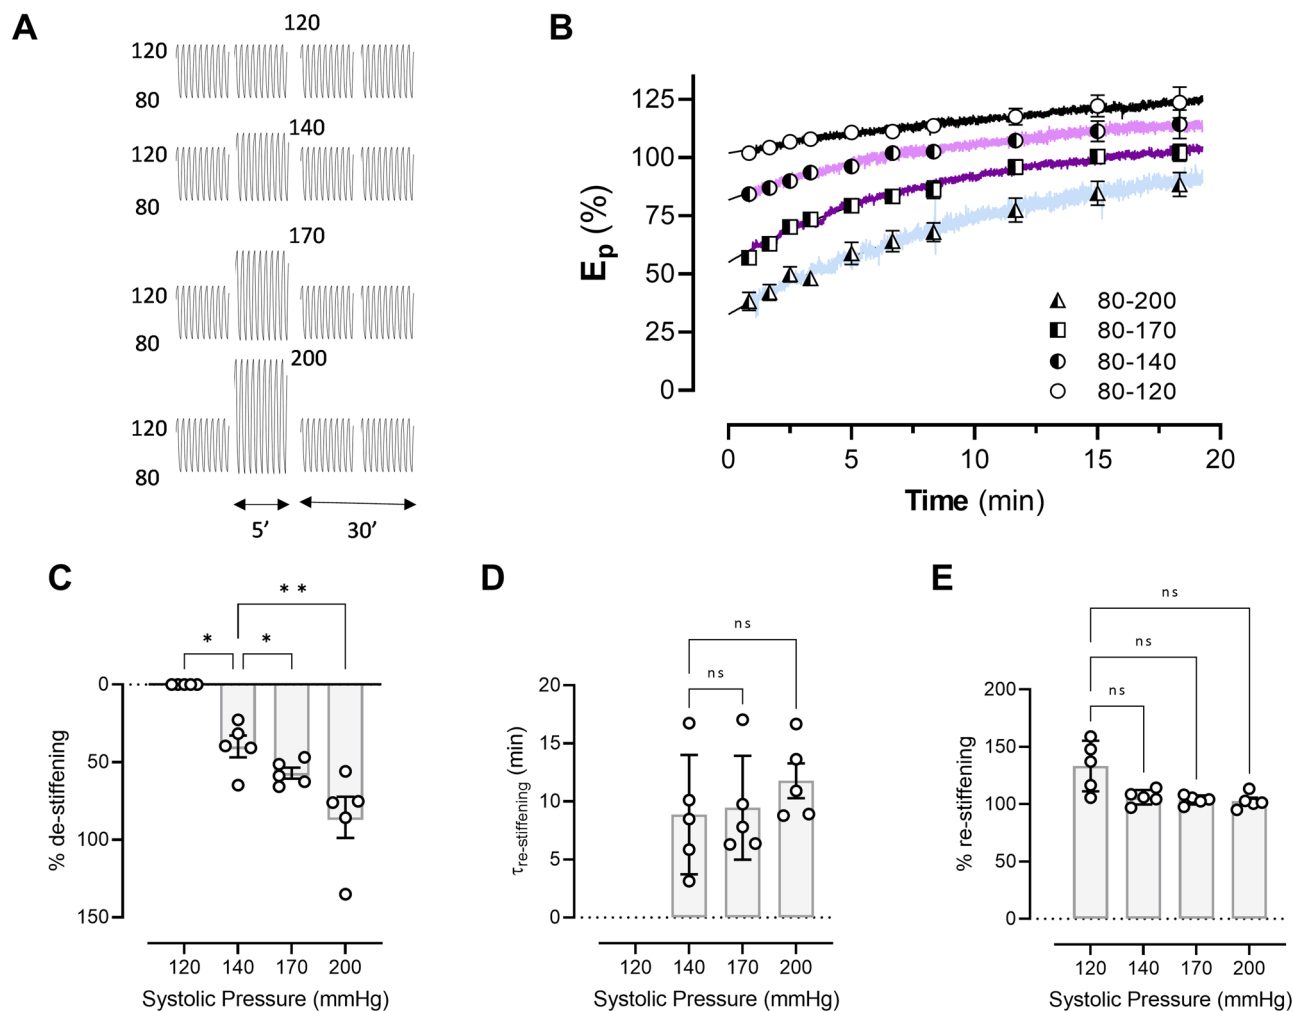 A
120
120
80
140
120
80
170
120
80
200
120
80
5’
30’
B
125
100
75
50
25
0
Ep (%)
80-200
80-170
80-140
80-120
0 5 10 15 20
Time (min)
C
* *
* *
0
50
100
150
% de-stiffening
120 140 170 200
Systolic Pressure (mmHg)
D
ns
ns
20
15
10
5
0
τre-stiffening (min)
120 140 170 200
Systolic Pressure (mmHg)
E
ns
ns
ns
200
150
100
50
0
% re-stiffening
120 140 170 200
Systolic Pressure (mmHg)